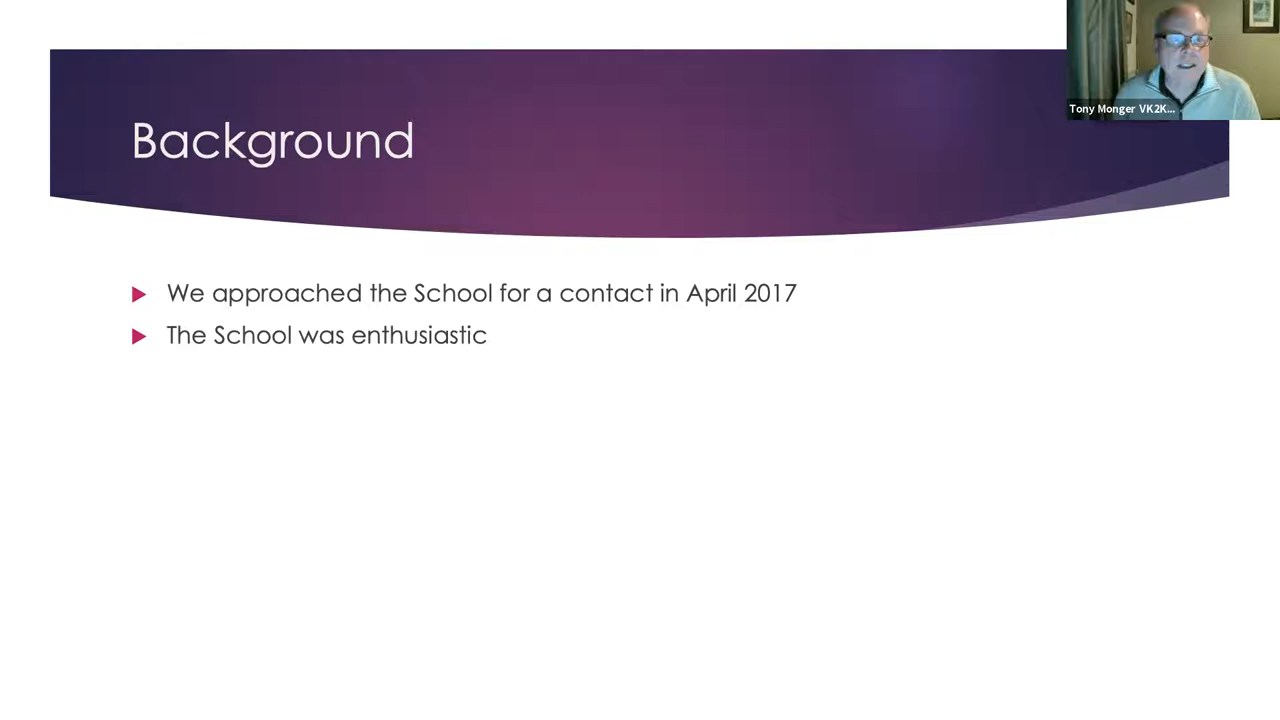 Tony Monger VK2K...
Background
We approached the School for a contact in April 2017
The School was enthusiastic